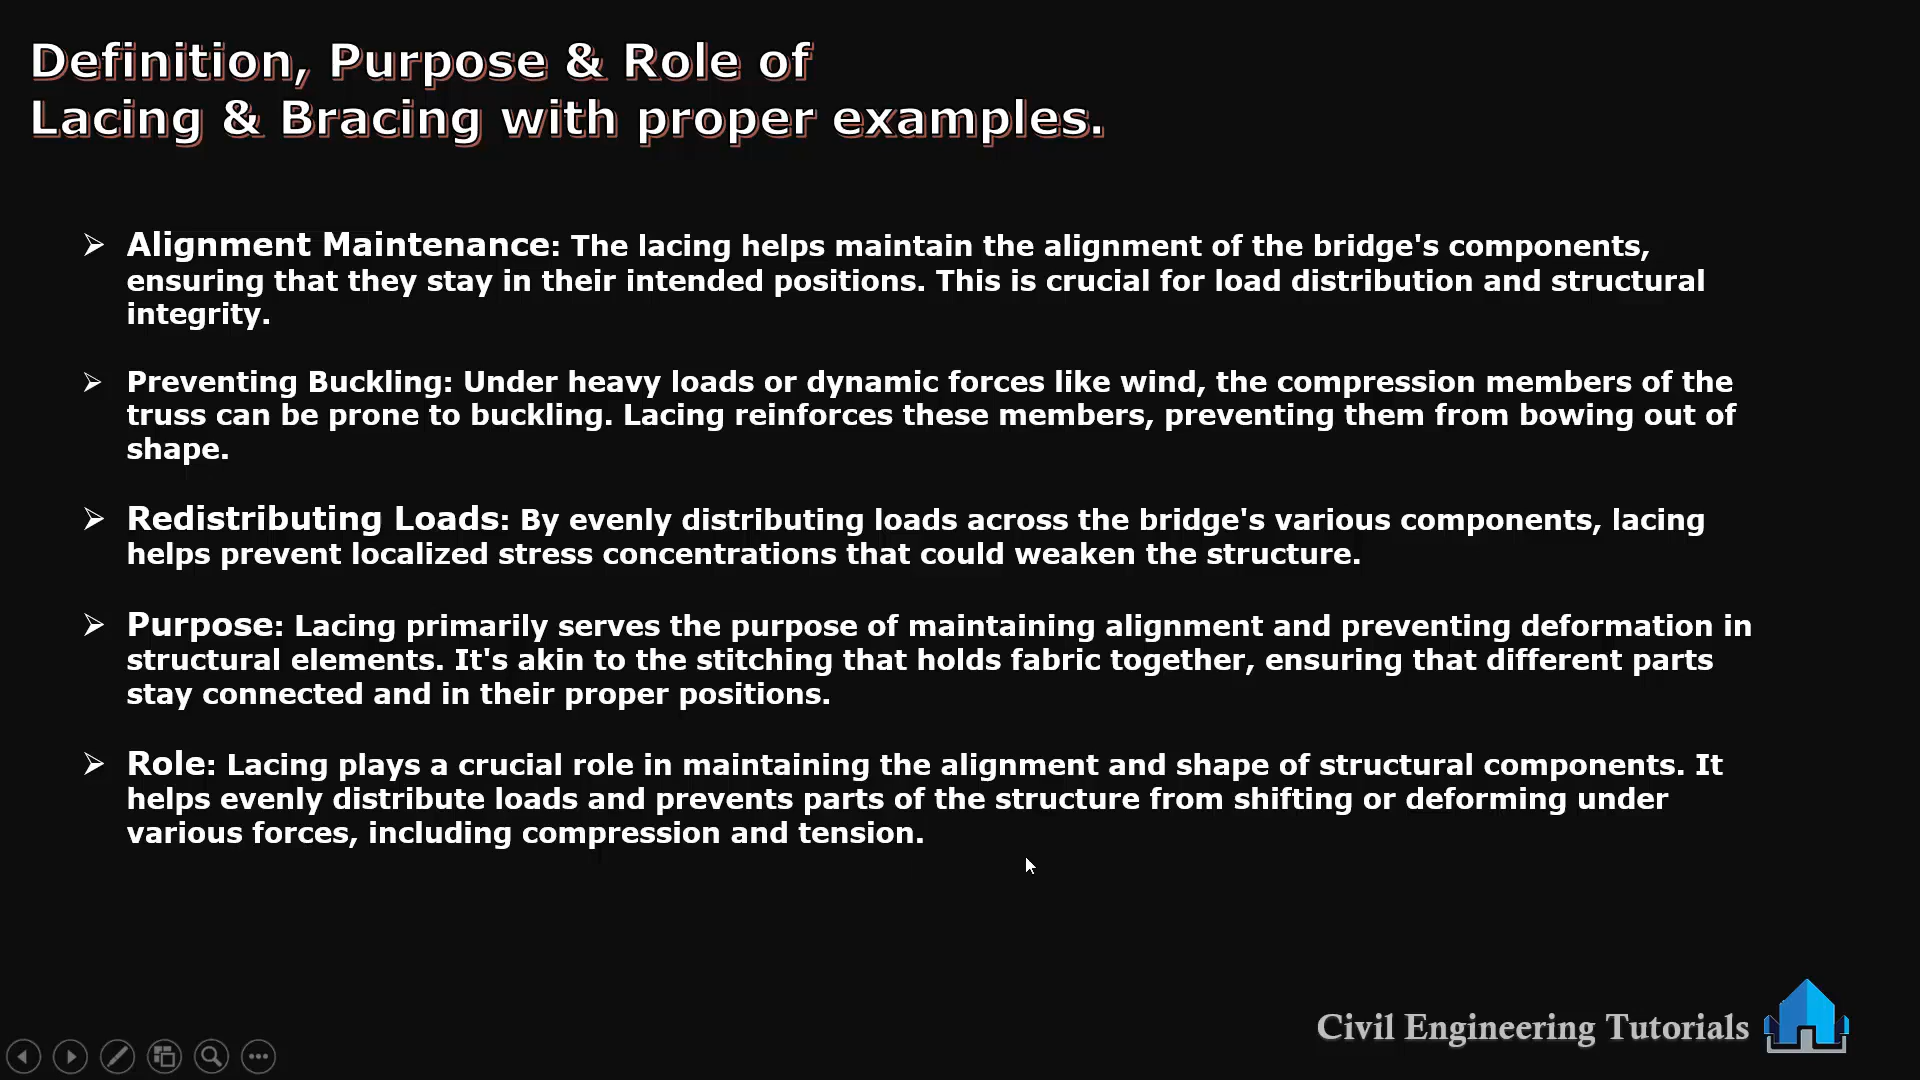 Definition, Purpose & Role of
Lacing & Bracing with proper examples.
Alignment Maintenance: The lacing helps maintain the alignment of the bridge's components,
ensuring that they stay in their intended positions. This is crucial for load distribution and structural
integrity.
Preventing Buckling: Under heavy loads or dynamic forces like wind, the compression members of the
truss can be prone to buckling. Lacing reinforces these members, preventing them from bowing out of
shape.
Redistributing Loads: By evenly distributing loads across the bridge's various components, lacing
helps prevent localized stress concentrations that could weaken the structure.
Purpose: Lacing primarily serves the purpose of maintaining alignment and preventing deformation in
structural elements. It's akin to the stitching that holds fabric together, ensuring that different parts
stay connected and in their proper positions.
Role: Lacing plays a crucial role in maintaining the alignment and shape of structural components. It
helps evenly distribute loads and prevents parts of the structure from shifting or deforming under
various forces, including compression and tension.
Civil Engineering Tutorials